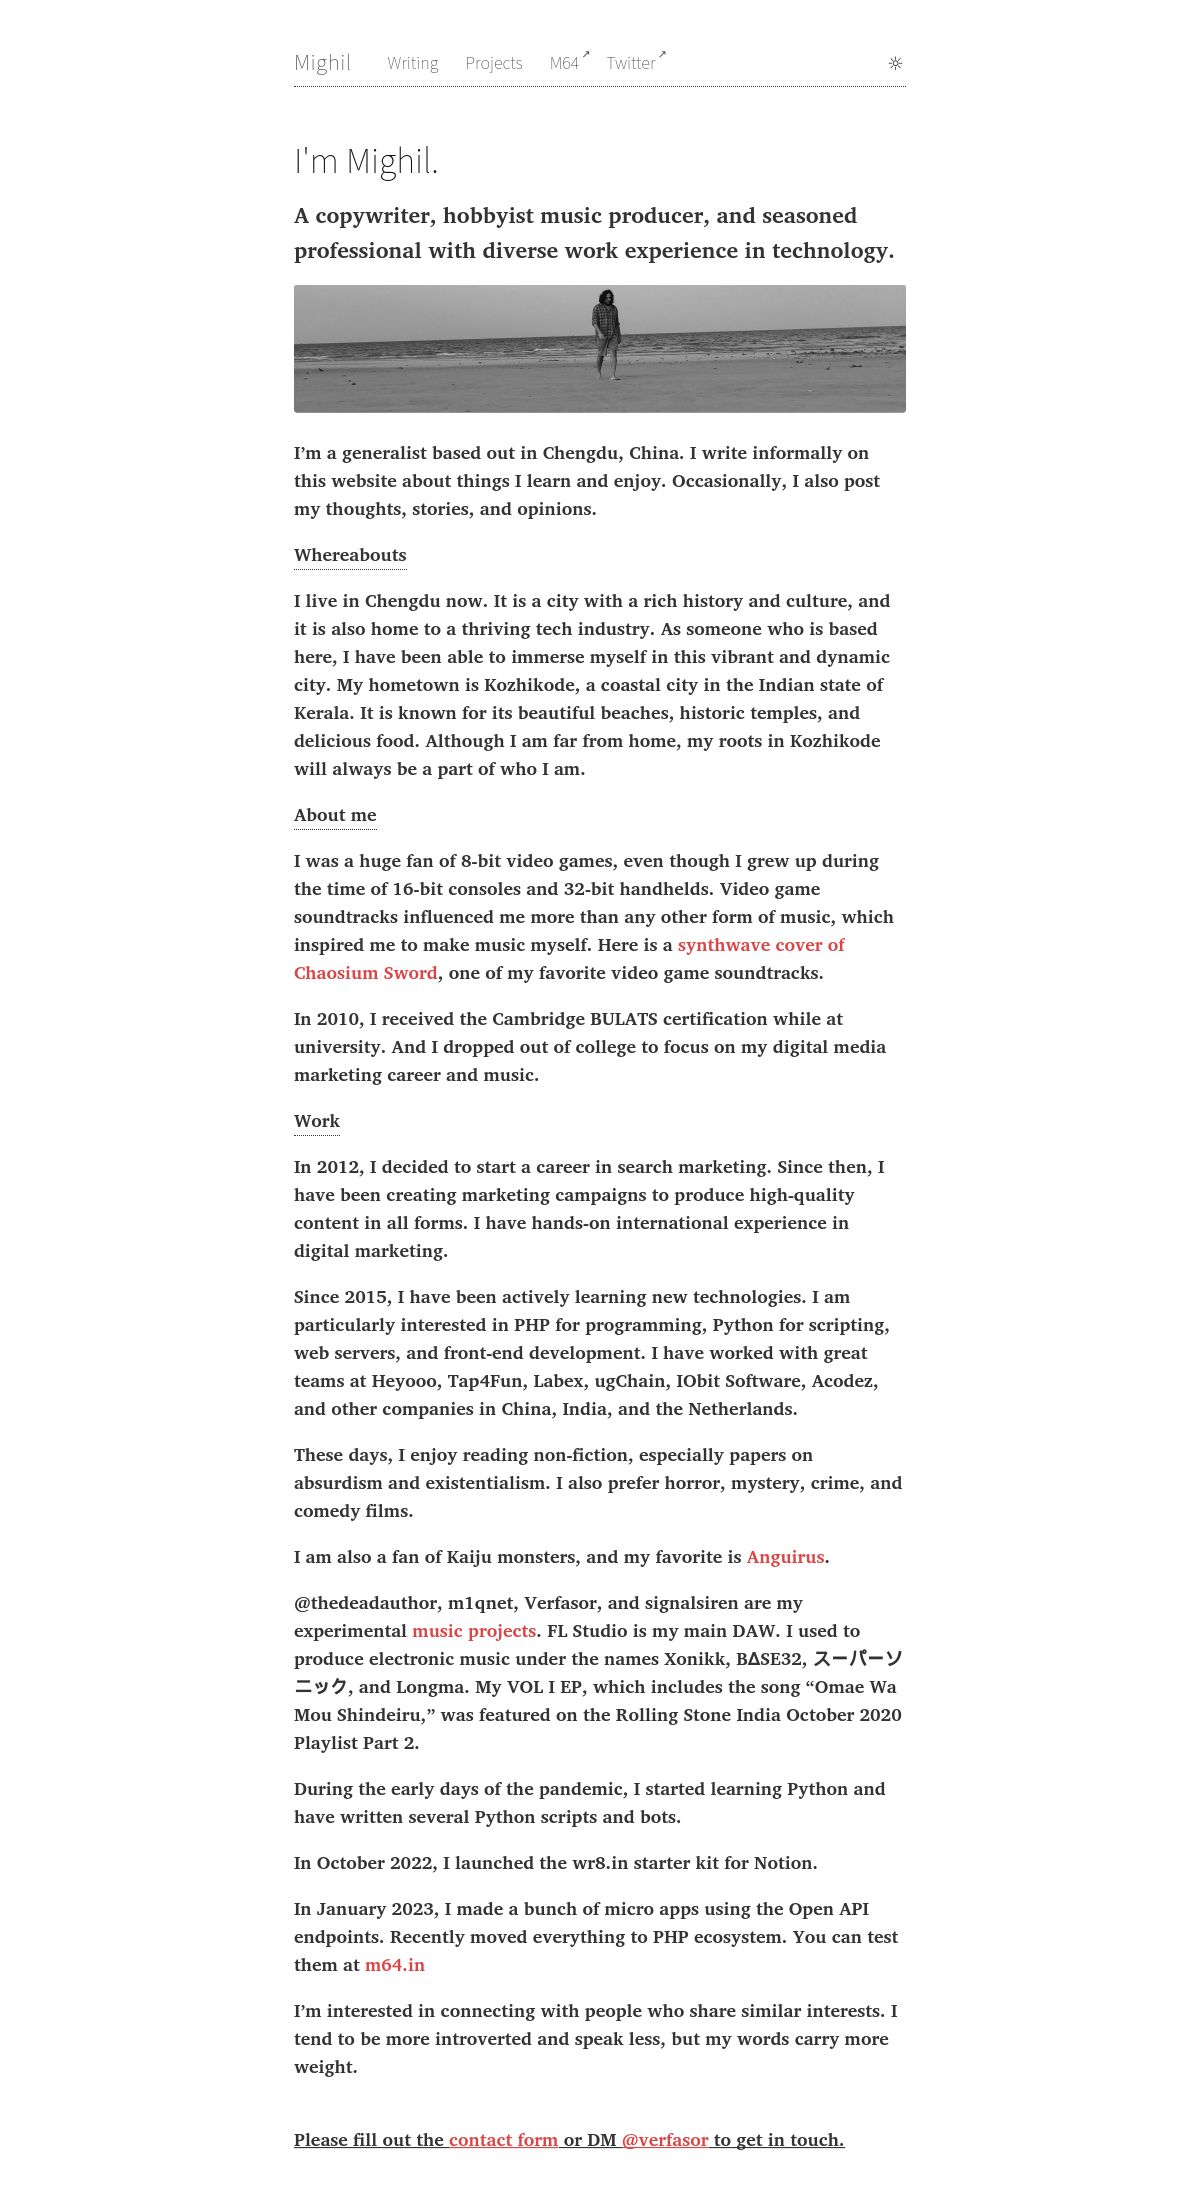 Mighil Writing Projects M64↗ Twitter↗ ☼
I'm Mighil.
A copywriter, hobbyist music producer, and seasoned
professional with diverse work experience in technology.
I’m a generalist based out in Chengdu, China. I write informally on
this website about things I learn and enjoy. Occasionally, I also post
my thoughts, stories, and opinions.
Whereabouts
I live in Chengdu now. It is a city with a rich history and culture, and
it is also home to a thriving tech industry. As someone who is based
here, I have been able to immerse myself in this vibrant and dynamic
city. My hometown is Kozhikode, a coastal city in the Indian state of
Kerala. It is known for its beautiful beaches, historic temples, and
delicious food. Although I am far from home, my roots in Kozhikode
will always be a part of who I am.
About me
I was a huge fan of 8-bit video games, even though I grew up during
the time of 16-bit consoles and 32-bit handhelds. Video game
soundtracks influenced me more than any other form of music, which
inspired me to make music myself. Here is a synthwave cover of
Chaosium Sword, one of my favorite video game soundtracks.
In 2010, I received the Cambridge BULATS certification while at
university. And I dropped out of college to focus on my digital media
marketing career and music.
Work
In 2012, I decided to start a career in search marketing. Since then, I
have been creating marketing campaigns to produce high-quality
content in all forms. I have hands-on international experience in
digital marketing.
Since 2015, I have been actively learning new technologies. I am
particularly interested in PHP for programming, Python for scripting,
web servers, and front-end development. I have worked with great
teams at Heyooo, Tap4Fun, Labex, ugChain, IObit Software, Acodez,
and other companies in China, India, and the Netherlands.
These days, I enjoy reading non-fiction, especially papers on
absurdism and existentialism. I also prefer horror, mystery, crime, and
comedy films.
I am also a fan of Kaiju monsters, and my favorite is Anguirus.
@thedeadauthor, m1qnet, Verfasor, and signalsiren are my
experimental music projects. FL Studio is my main DAW. I used to
produce electronic music under the names Xonikk, BΔSE32, スーパーソ
ニック, and Longma. My VOL I EP, which includes the song “Omae Wa
Mou Shindeiru,” was featured on the Rolling Stone India October 2020
Playlist Part 2.
During the early days of the pandemic, I started learning Python and
have written several Python scripts and bots.
In October 2022, I launched the wr8.in starter kit for Notion.
In January 2023, I made a bunch of micro apps using the Open API
endpoints. Recently moved everything to PHP ecosystem. You can test
them at m64.in
I’m interested in connecting with people who share similar interests. I
tend to be more introverted and speak less, but my words carry more
weight.
Please fill out the contact form or DM @verfasor to get in touch.